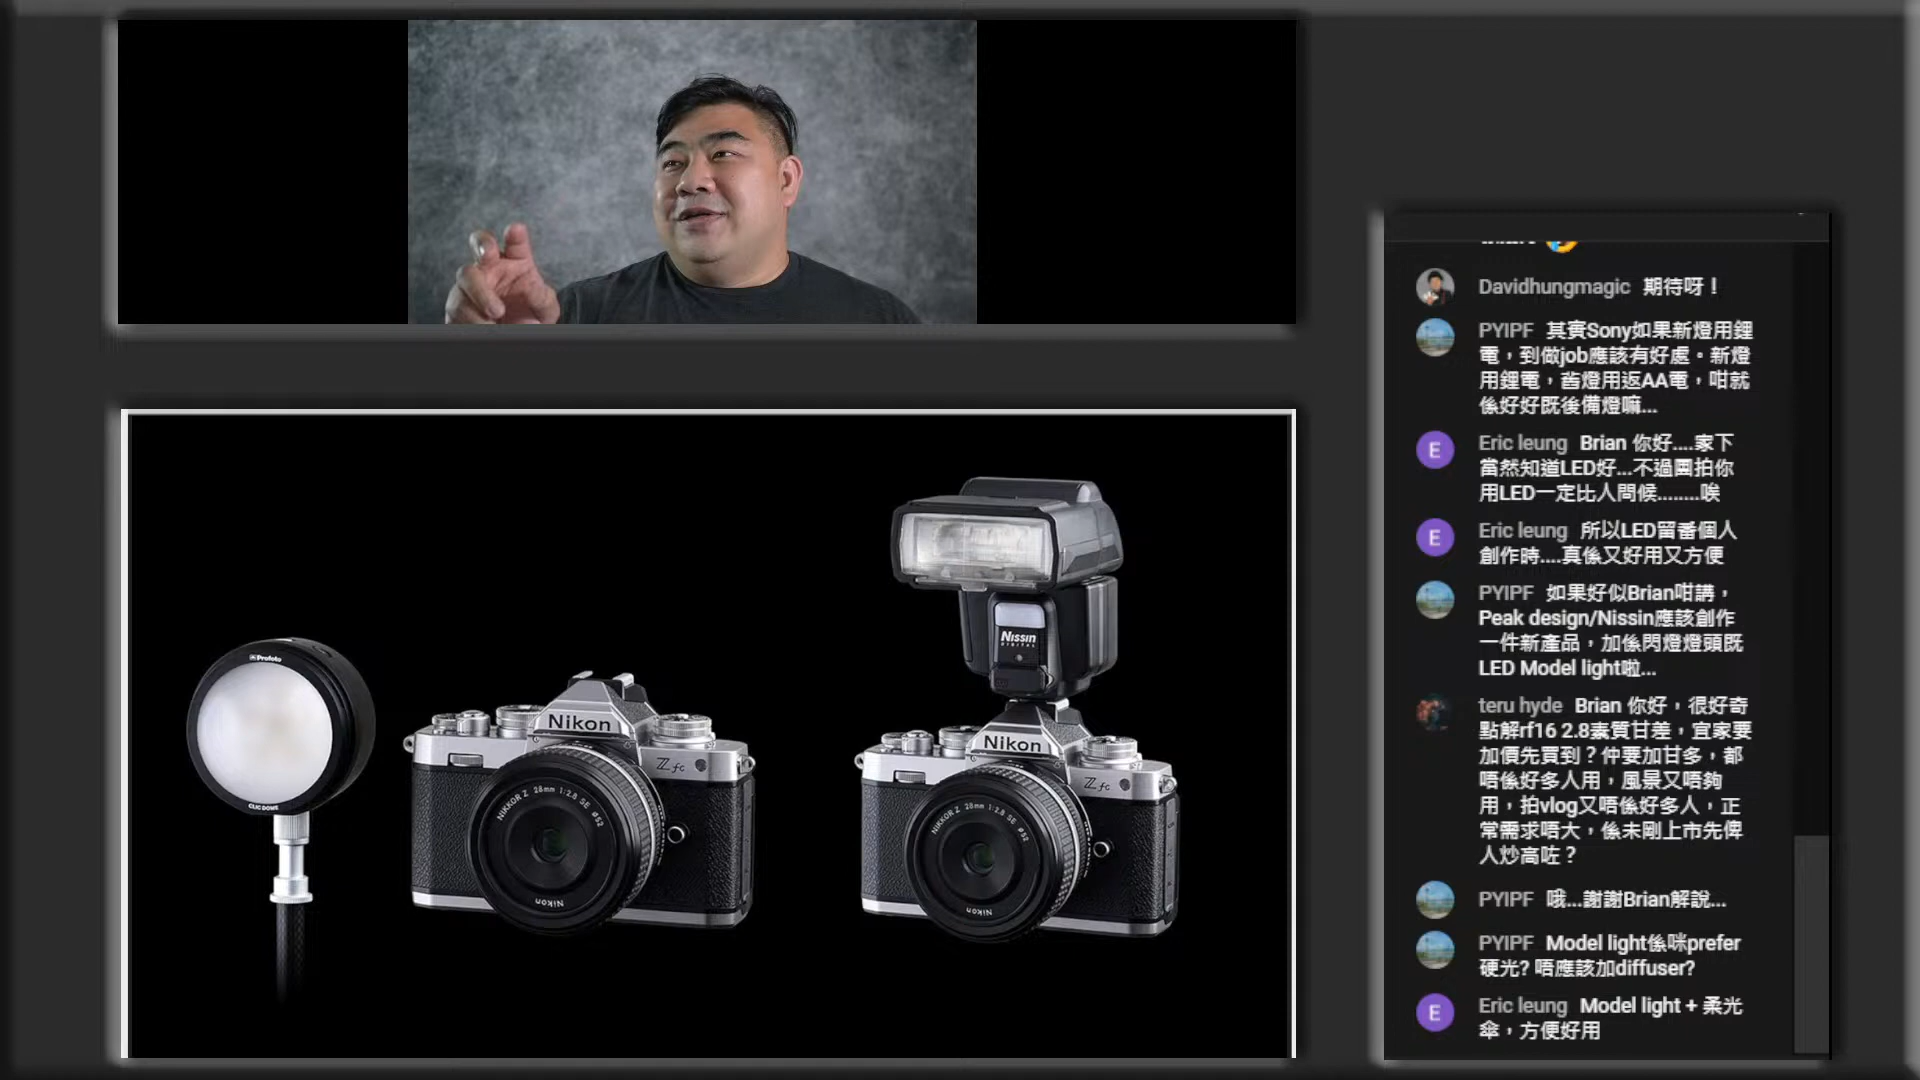 Davidhungmagic 期待呀！
PYIPF 其實Sony如果新燈用鋰
電，到做job應該有好處。新燈
用鋰電，舊燈用返AA電，咁就
係好好既後備燈嘛...
Eric leung Brian 你好....家下
當然知道LED好...不過團拍你
用LED一定比人問候........唉
Eric leung 所以LED留番個人
創作時....真係又好用又方便
PYIPF 如果好似Brian咁講，
Peak design/Nissin應該創作
一件新產品，加係閃燈燈頭既
LED Model light啦...
teru hyde Brian 你好，很好奇
點解rf16 2.8素質甘差，宜家要
加價先買到？仲要加甘多，都
唔係好多人用，風景又唔夠
用，拍vlog又唔係好多人，正
常需求唔大，係未剛上市先俾
人炒高咗？
PYIPF 哦...謝謝Brian解說...
PYIPF Model light係咪prefer
硬光? 唔應該加diffuser?
Eric leung Model light + 柔光
傘，方便好用
Profoto
CLIC DOME
Nikon
Z fc
NIKKOR Z 28mm 1:2.8 SE ø52
Nikon
Nissin
DIGITAL
Nikon
Z fc
NIKKOR Z 28mm 1:2.8 SE ø52
Nikon